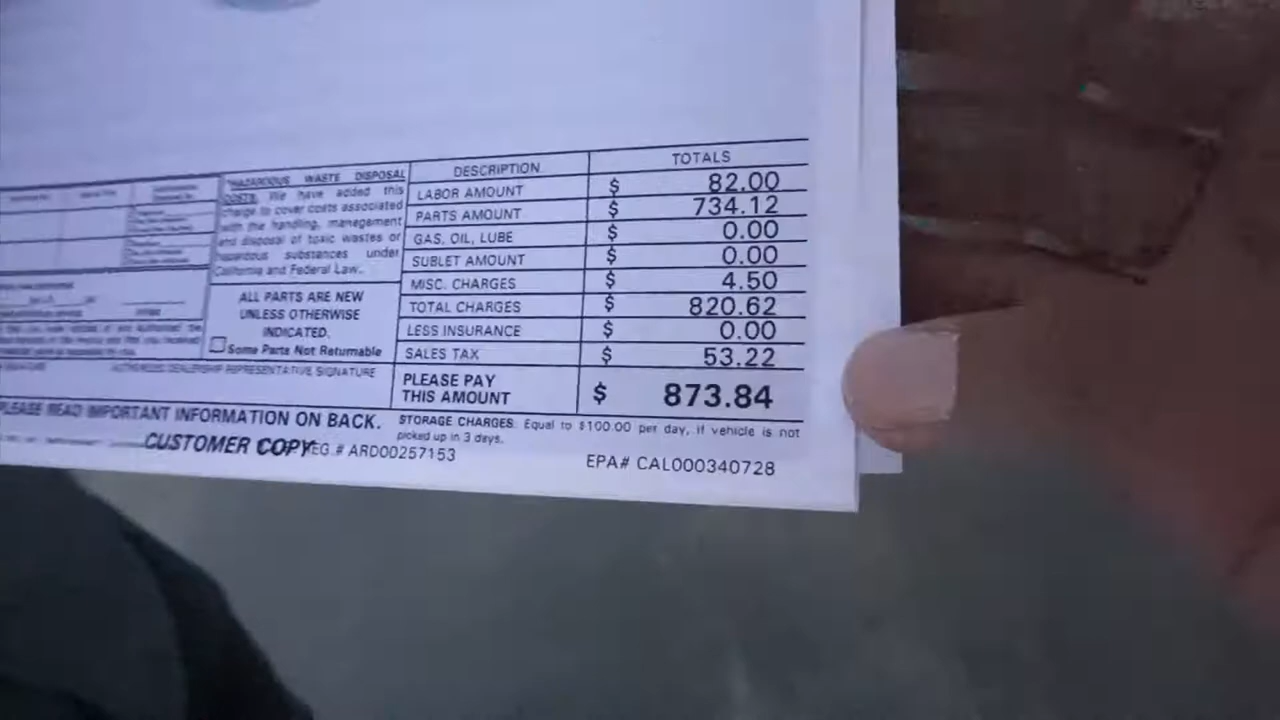 HAZARDOUS WASTE DISPOSAL
COSTS. We have added this
charge to cover costs associated
with the handling, management
and disposal of toxic wastes or
hazardous substances under
California and Federal Law.
ALL PARTS ARE NEW
UNLESS OTHERWISE
INDICATED.
Some Parts Not Returnable
AUTHORIZED DEALERSHIP REPRESENTATIVE SIGNATURE
DESCRIPTION TOTALS
LABOR AMOUNT $ 82.00
PARTS AMOUNT $ 734.12
GAS, OIL, LUBE $ 0.00
SUBLET AMOUNT $ 0.00
MISC. CHARGES $ 4.50
TOTAL CHARGES $ 820.62
LESS INSURANCE $ 0.00
SALES TAX $ 53.22
PLEASE PAY
THIS AMOUNT $ 873.84
PLEASE READ IMPORTANT INFORMATION ON BACK.
STORAGE CHARGES. Equal to $100.00 per day, if vehicle is not
picked up in 3 days.
CUSTOMER COPY EG.# ARD00257153
EPA# CAL000340728